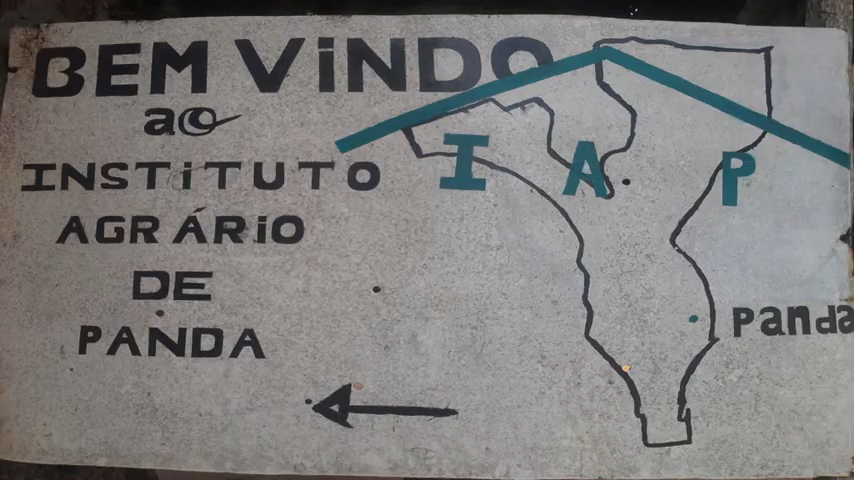 BEM VINDO
ao
INSTITUTO
AGRÁRIO
DE
PANDA
I A P
Panda